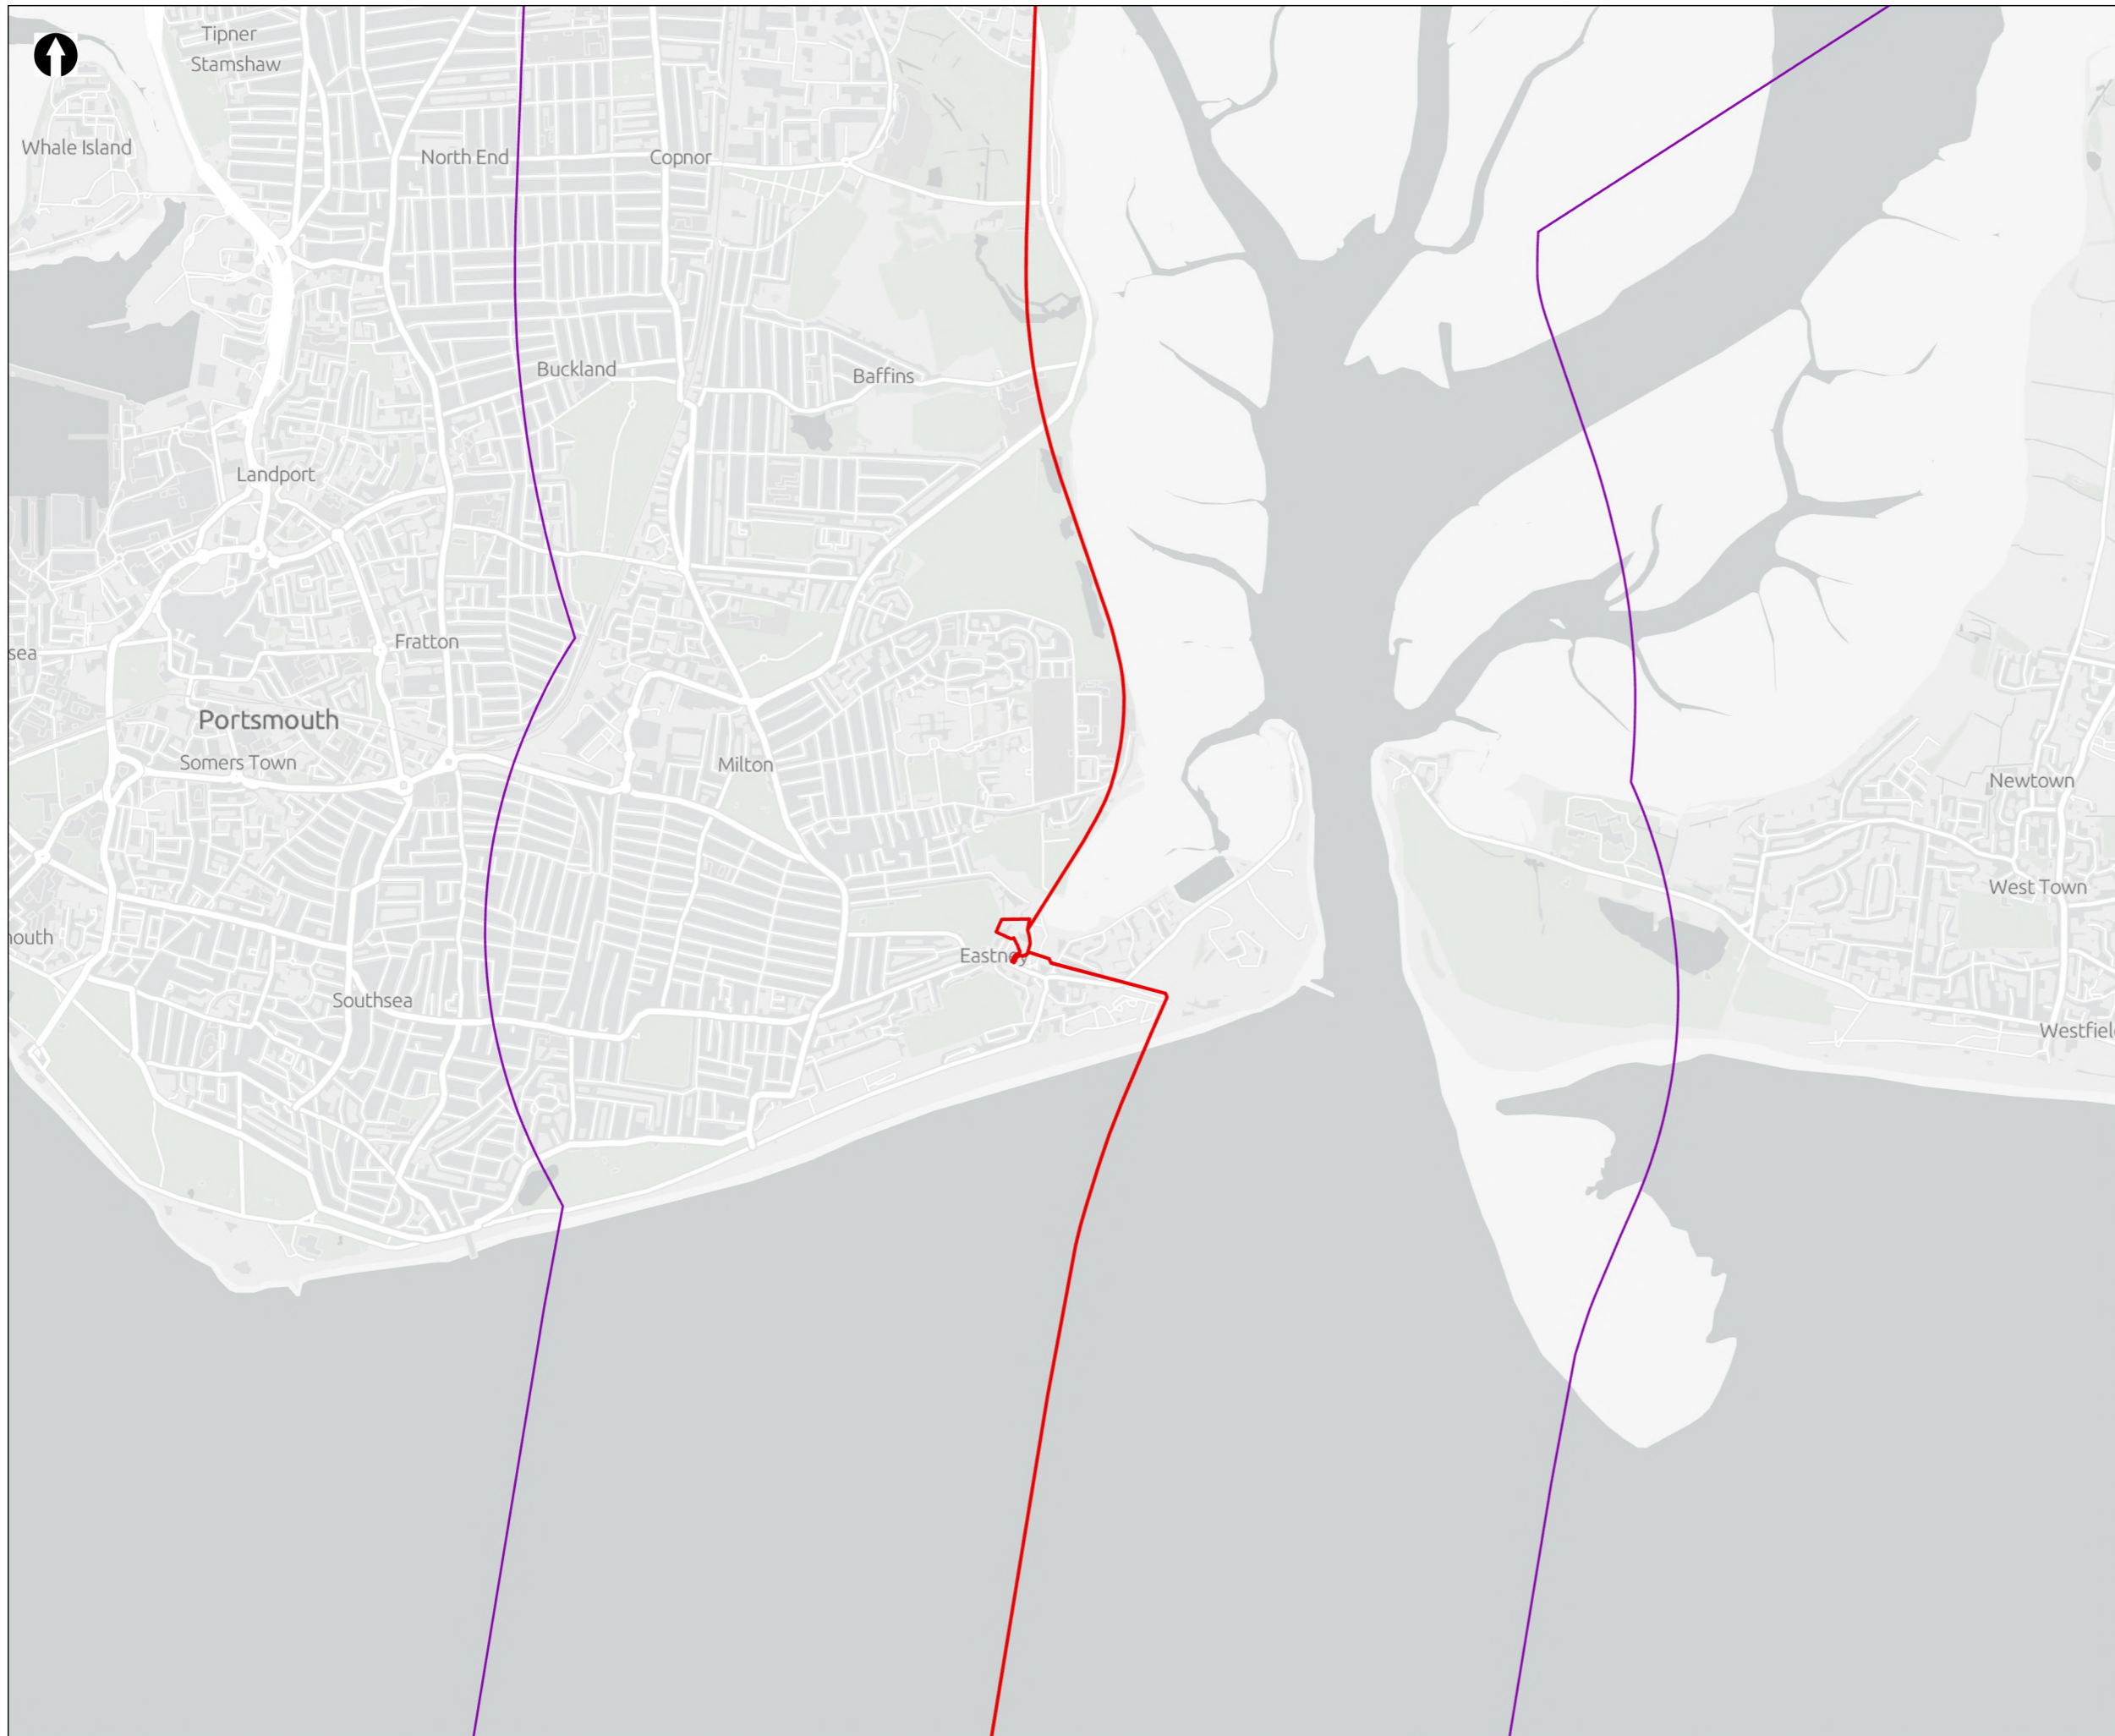 Tipner
Stamshaw
Whale Island
North End
Copnor
Buckland
Baffins
Landport
Fratton
sea
Portsmouth
Somers Town
Milton
Newtown
West Town
outh
Eastney
Southsea
Westfiel